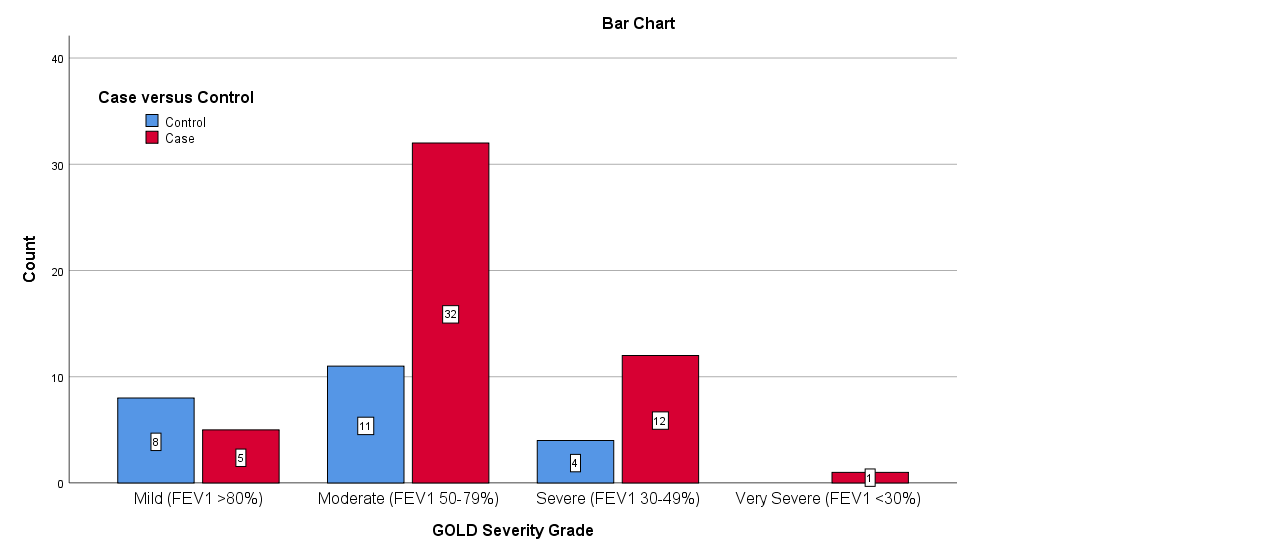 Bar Chart
40
30
20
10
0
Count
Case versus Control
Control
Case
8
5
11
32
4
12
1
Mild (FEV1 >80%)
Moderate (FEV1 50-79%)
Severe (FEV1 30-49%)
Very Severe (FEV1 <30%)
GOLD Severity Grade